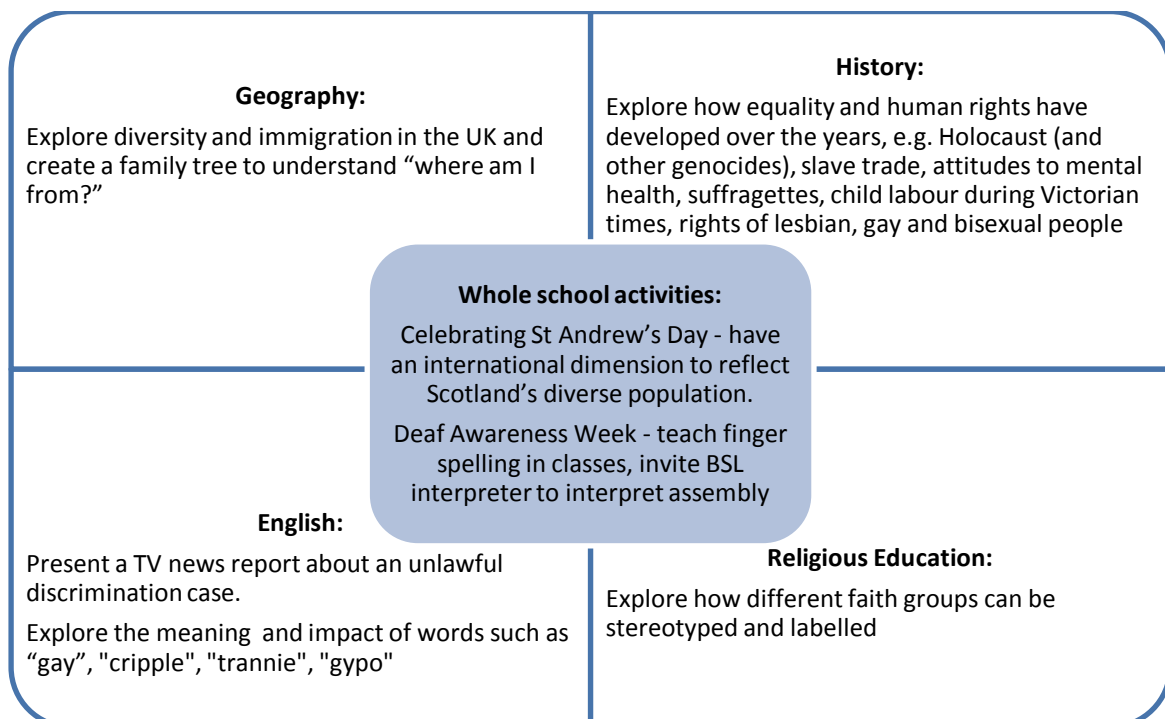 Geography:
Explore diversity and immigration in the UK and
create a family tree to understand “where am I
from?”
History:
Explore how equality and human rights have
developed over the years, e.g. Holocaust (and
other genocides), slave trade, attitudes to mental
health, suffragettes, child labour during Victorian
times, rights of lesbian, gay and bisexual people
Whole school activities:
Celebrating St Andrew’s Day - have
an international dimension to reflect
Scotland’s diverse population.
Deaf Awareness Week - teach finger
spelling in classes, invite BSL
interpreter to interpret assembly
English:
Present a TV news report about an unlawful
discrimination case.
Explore the meaning and impact of words such as
“gay”, "cripple", "trannie", "gypo"
Religious Education:
Explore how different faith groups can be
stereotyped and labelled